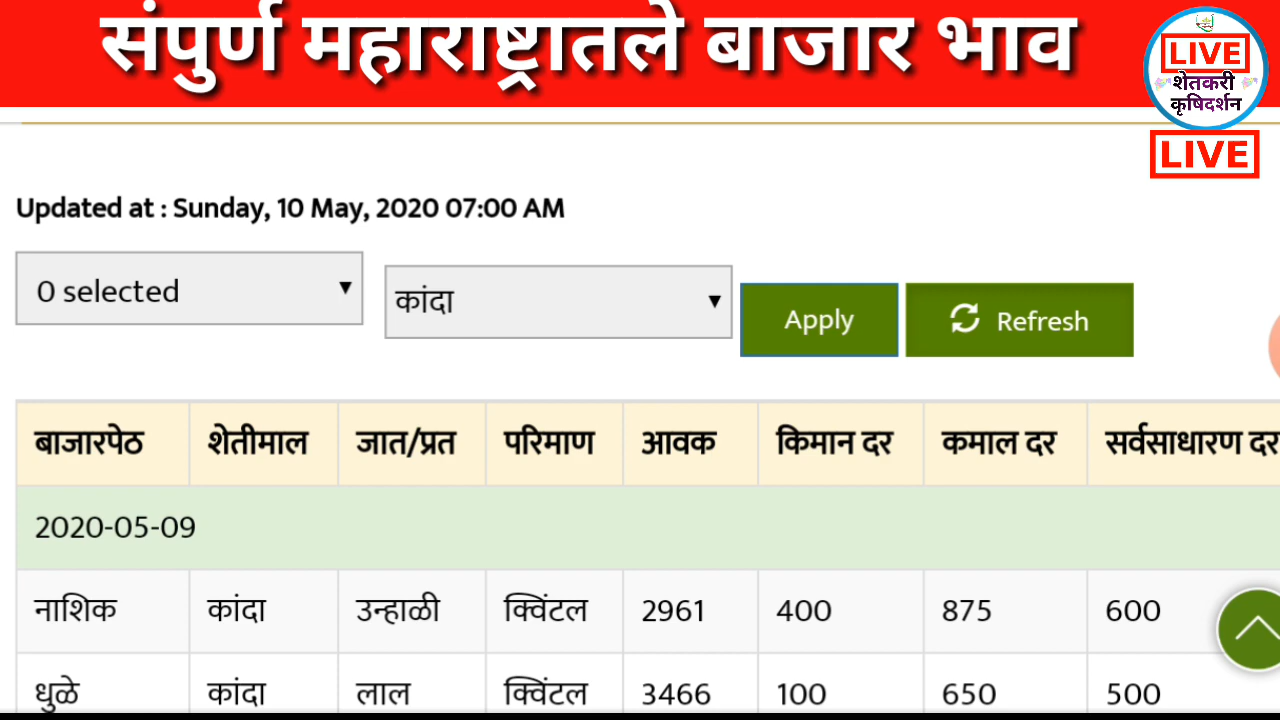 संपुर्ण महाराष्ट्रातले बाजार भाव
LIVE
शेतकरी
कृषिदर्शन
LIVE
Updated at : Sunday, 10 May, 2020 07:00 AM
0 selected कांदा Apply Refresh
बाजारपेठ शेतीमाल जात/प्रत परिमाण आवक किमान दर कमाल दर सर्वसाधारण दर
2020-05-09
नाशिक कांदा उन्हाळी क्विंटल 2961 400 875 600
धुळे कांदा लाल क्विंटल 3466 100 650 500